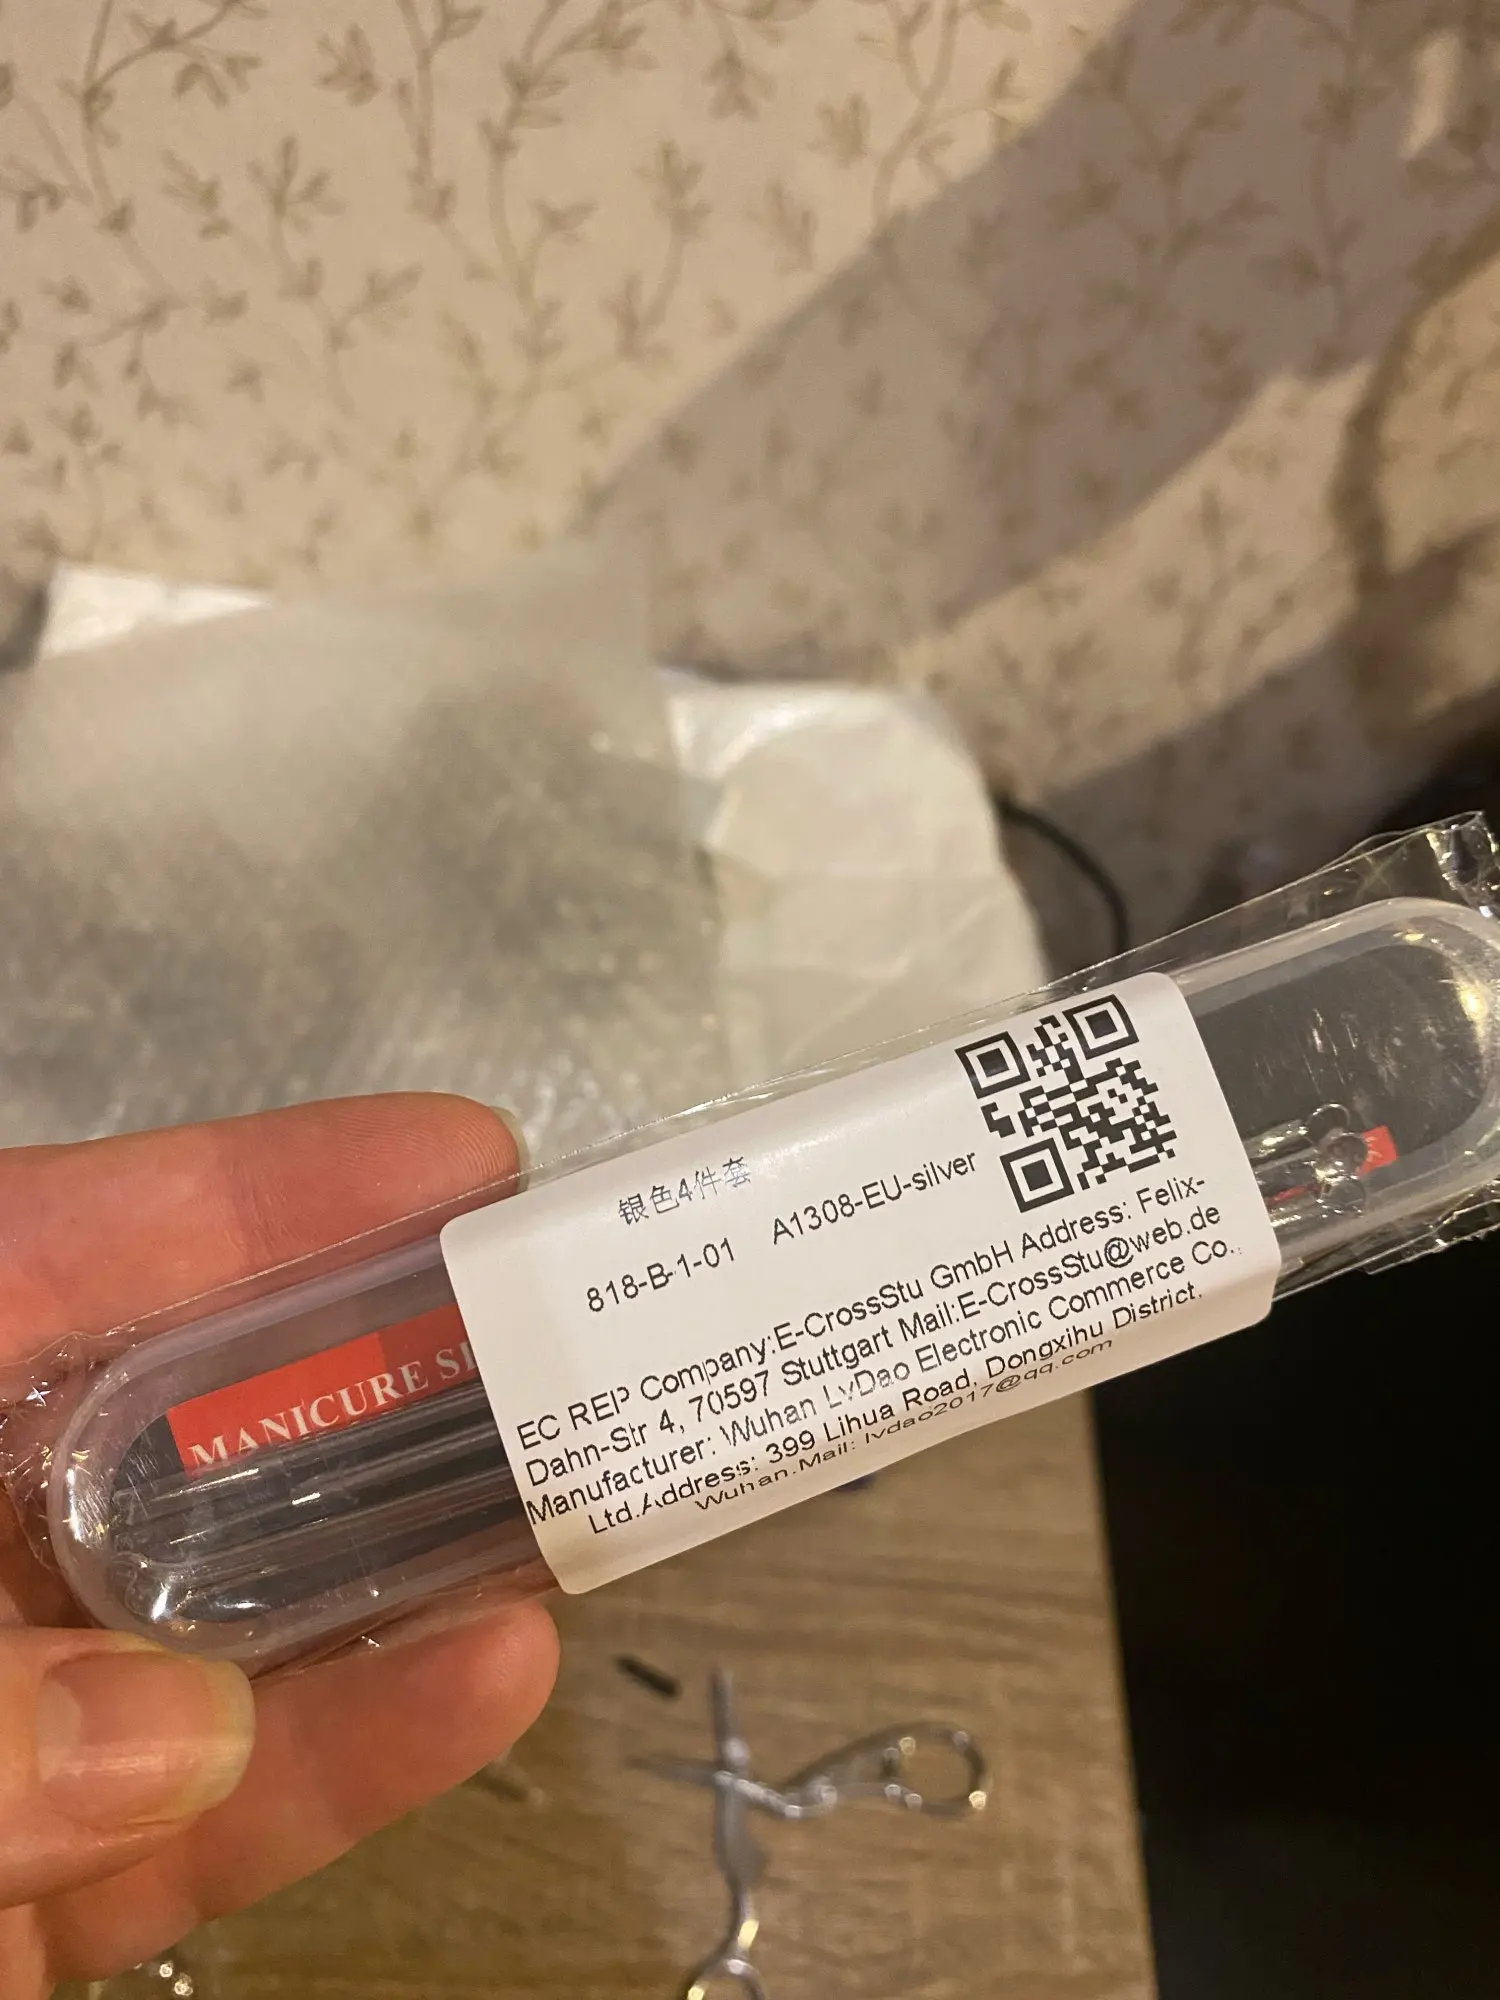 银色4件套
818-B-1-01 A1308-EU-silver
EC REP Company:E-CrossStu GmbH Address: Felix-
Dahn-Str 4, 70597 Stuttgart Mail:E-CrossStu@web.de
Manufacturer: Wuhan LvDao Electronic Commerce Co.,
Ltd.Address: 399 Lihua Road, Dongxihu District,
Wuhan.Mail: lvdao2017@qq.com
MANICURE SE